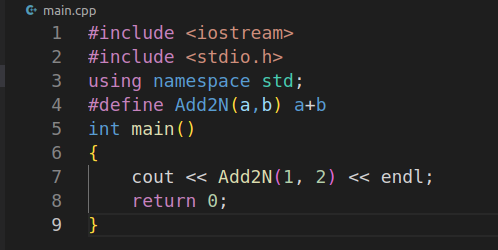 main.cpp
1 #include <iostream>
2 #include <stdio.h>
3 using namespace std;
4 #define Add2N(a,b) a+b
5 int main()
6 {
7     cout << Add2N(1, 2) << endl;
8     return 0;
9 }